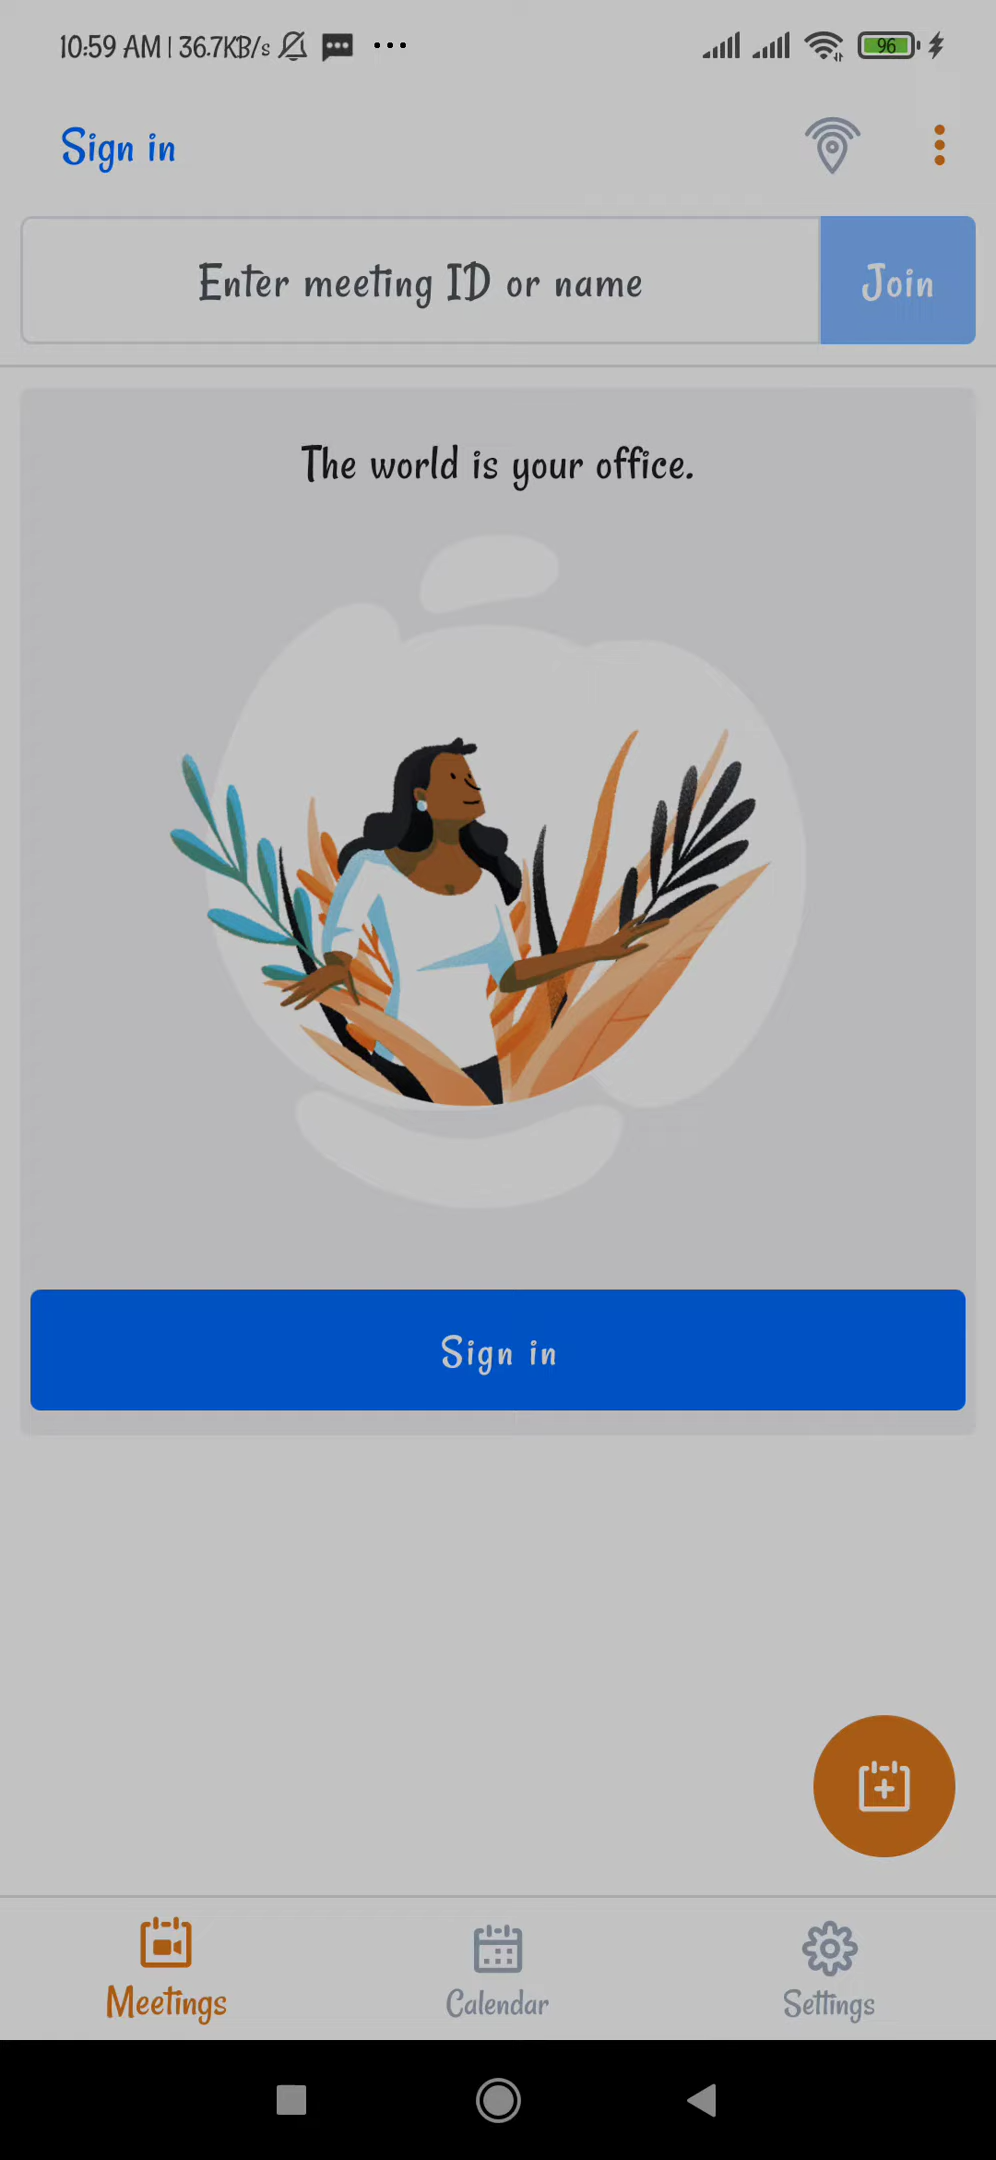 10:59 AM | 36.7KB/s
96
Sign in
Enter meeting ID or name
Join
The world is your office.
Sign in
Meetings
Calendar
Settings